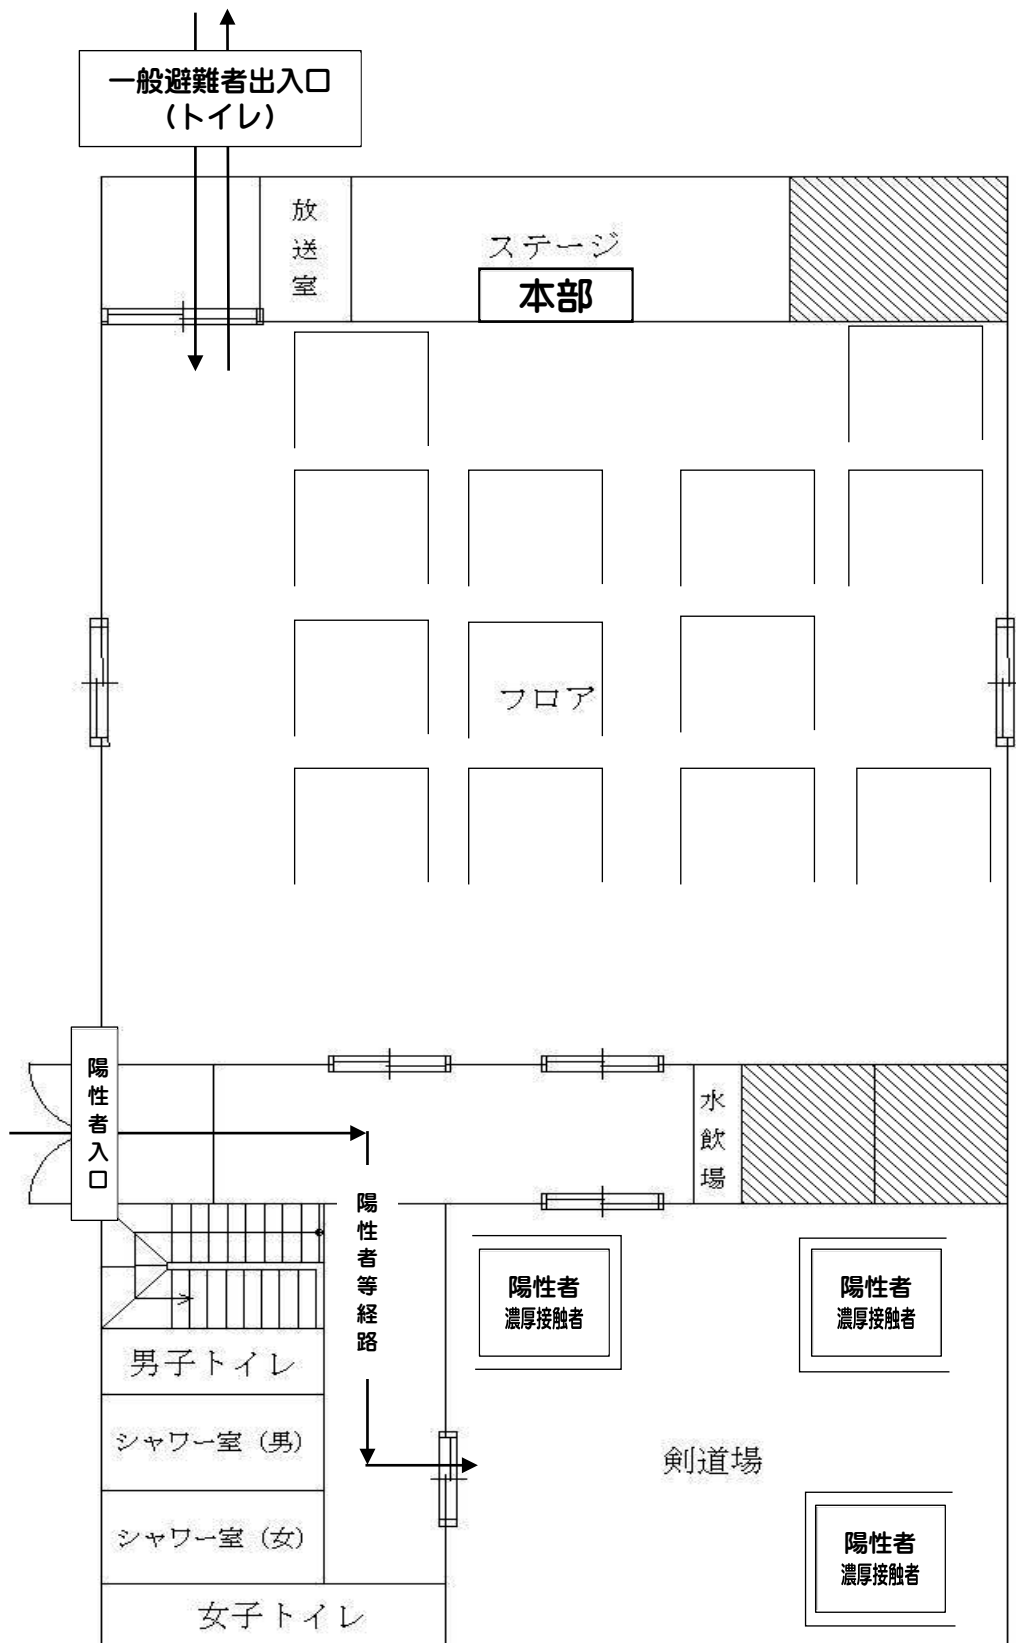 一般避難者出入口
(トイレ)
放送室
ステージ
本部
フロア
陽性者入口
水飲場
陽性者等経路
陽性者
濃厚接触者
陽性者
濃厚接触者
男子トイレ
シャワー室 (男)
剣道場
シャワー室 (女)
陽性者
濃厚接触者
女子トイレ